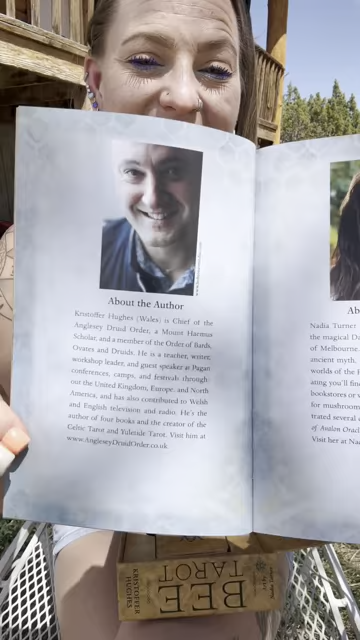 About the Author
Kristoffer Hughes (Wales) is Chief of the
Anglesey Druid Order, a Mount Haemus
Scholar, and a member of the Order of Bards,
Ovates and Druids. He is a teacher, writer,
workshop leader, and guest speaker at Pagan
conferences, camps, and festivals through-
out the United Kingdom, Europe, and North
America, and has also contributed to Welsh
and English television and radio. He's the
author of four books and the creator of the
Celtic Tarot and Yuletide Tarot. Visit him at
www.AngleseyDruidOrder.co.uk
Ab
Nadia Turner
the magical Da
of Melbourne.
ancient myth,
worlds of the F
ating you'll fin
bookstores or w
for mushroom
trated several
of Avalon Oracl
Visit her at Nad
KRISTOFFER
HUGHES
BEE
TAROT